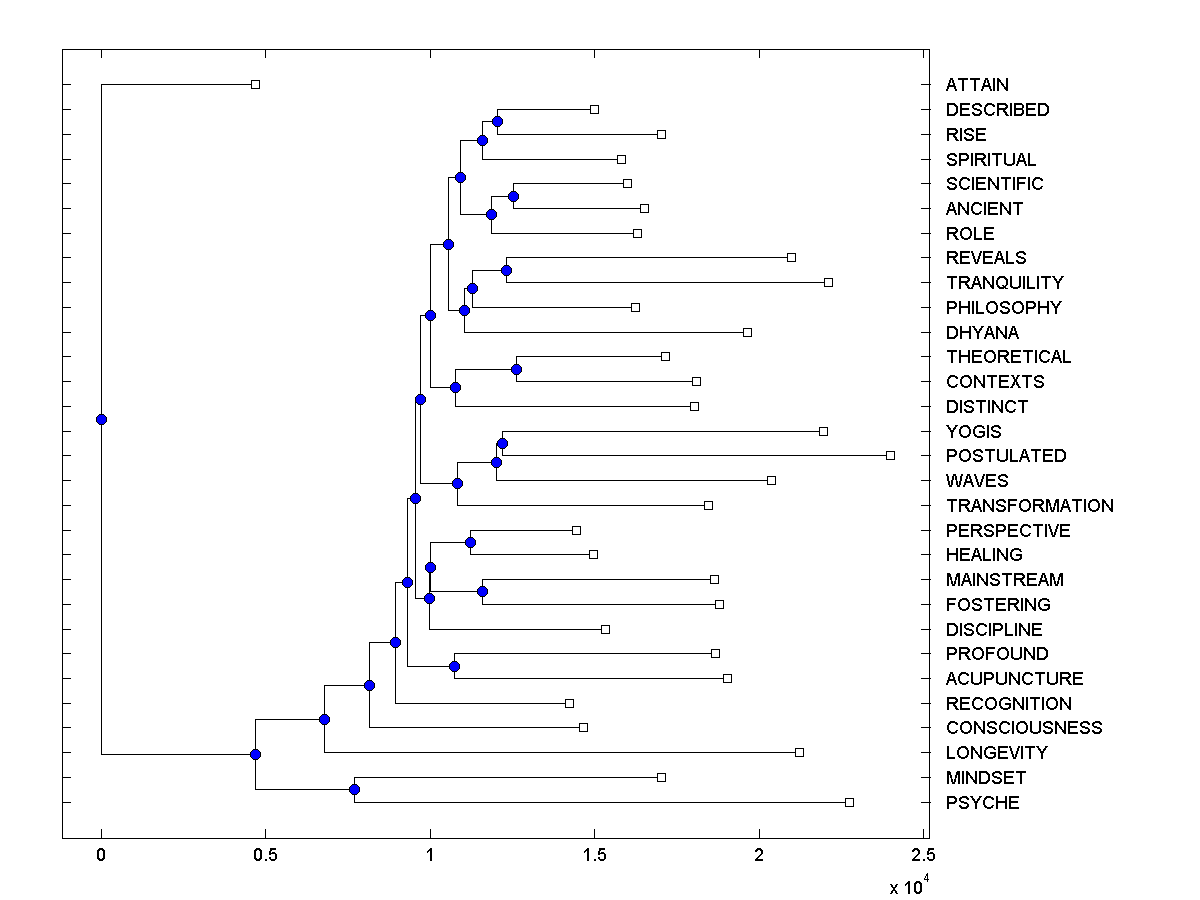 ATTAIN
DESCRIBED
RISE
SPIRITUAL
SCIENTIFIC
ANCIENT
ROLE
REVEALS
TRANQUILITY
PHILOSOPHY
DHYANA
THEORETICAL
CONTEXTS
DISTINCT
YOGIS
POSTULATED
WAVES
TRANSFORMATION
PERSPECTIVE
HEALING
MAINSTREAM
FOSTERING
DISCIPLINE
PROFOUND
ACUPUNCTURE
RECOGNITION
CONSCIOUSNESS
LONGEVITY
MINDSET
PSYCHE
0 0.5 1 1.5 2 2.5
x 10^4